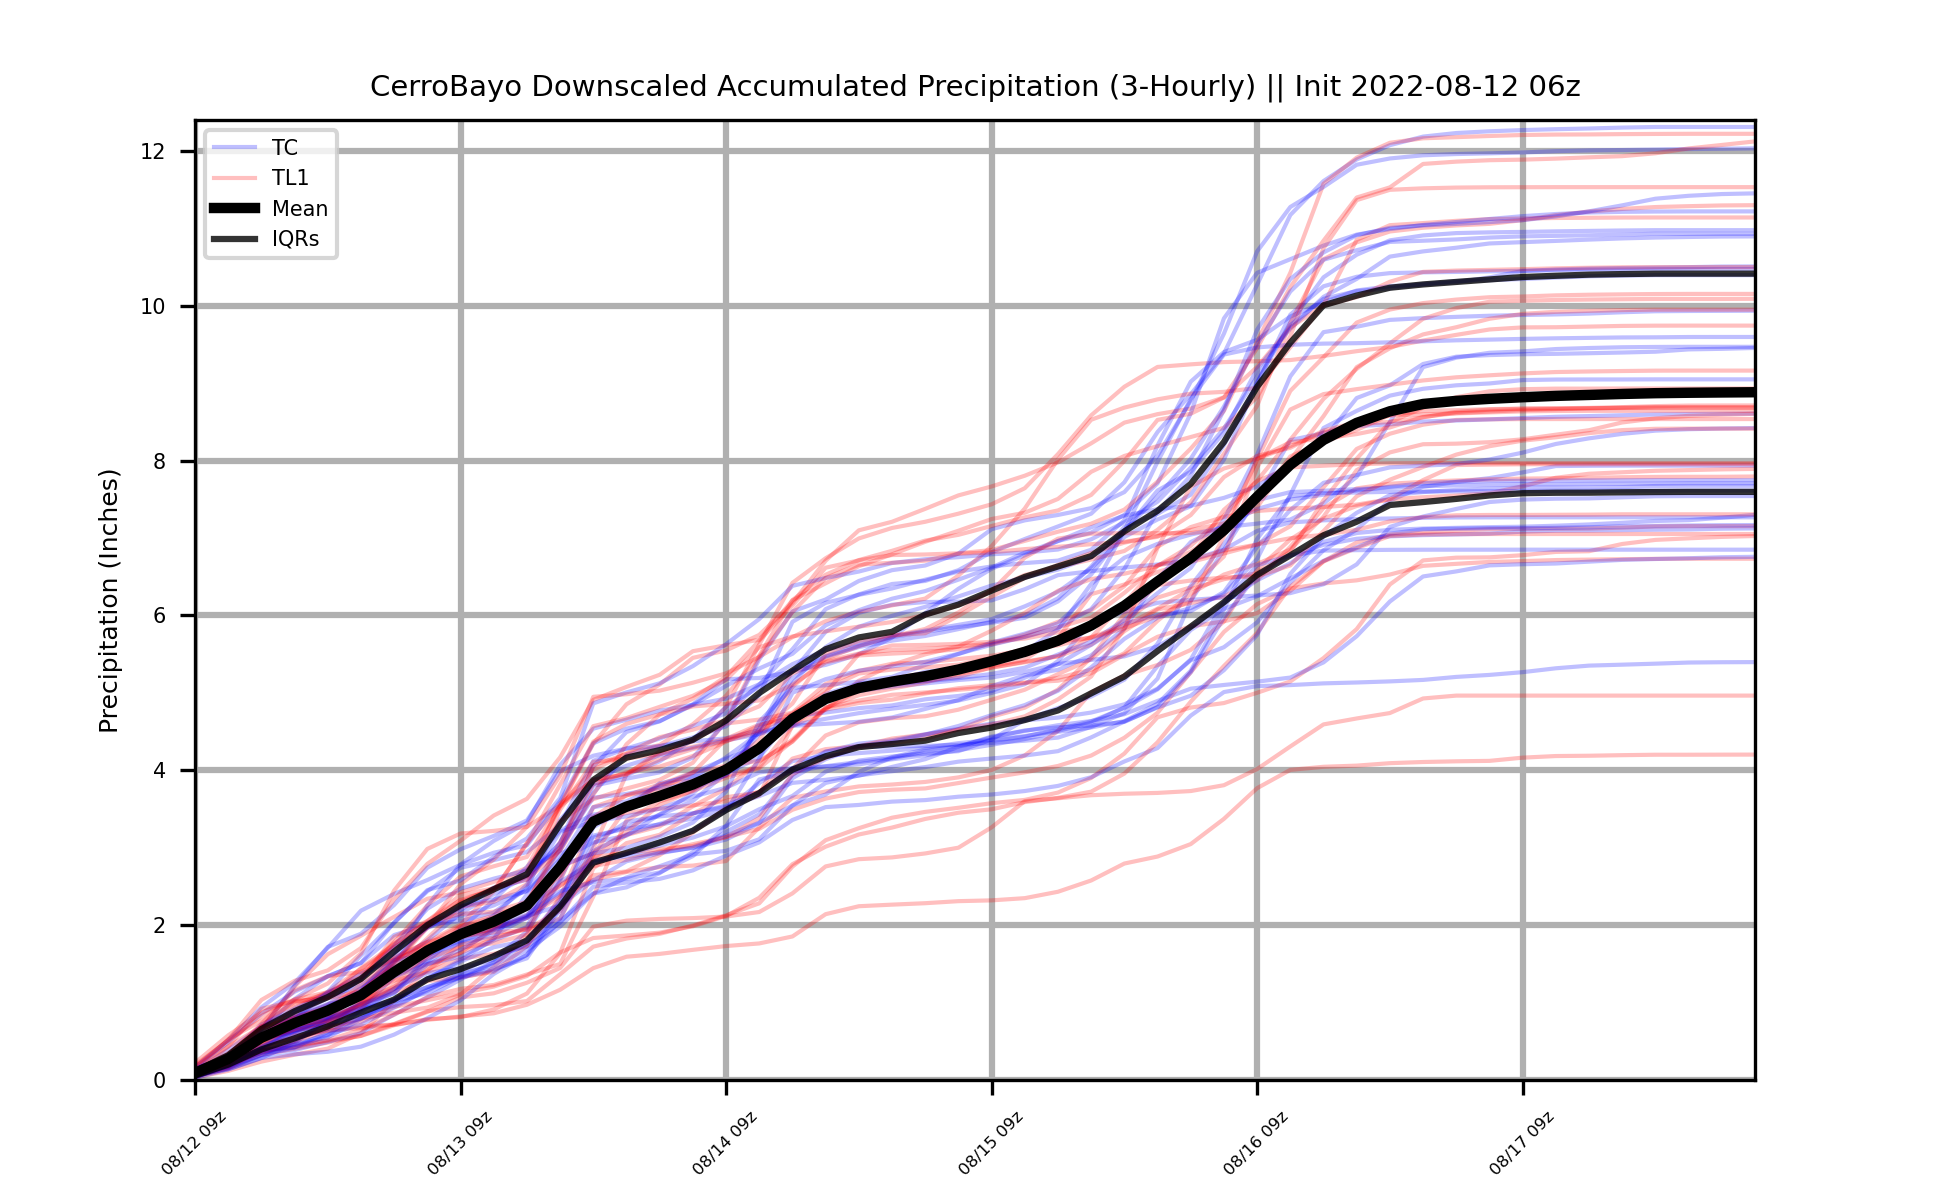 CerroBayo Downscaled Accumulated Precipitation (3-Hourly) || Init 2022-08-12 06z
TC
TL1
Mean
IQRs
Precipitation (Inches)
12
10
8
6
4
2
0
08/12 09z
08/13 09z
08/14 09z
08/15 09z
08/16 09z
08/17 09z